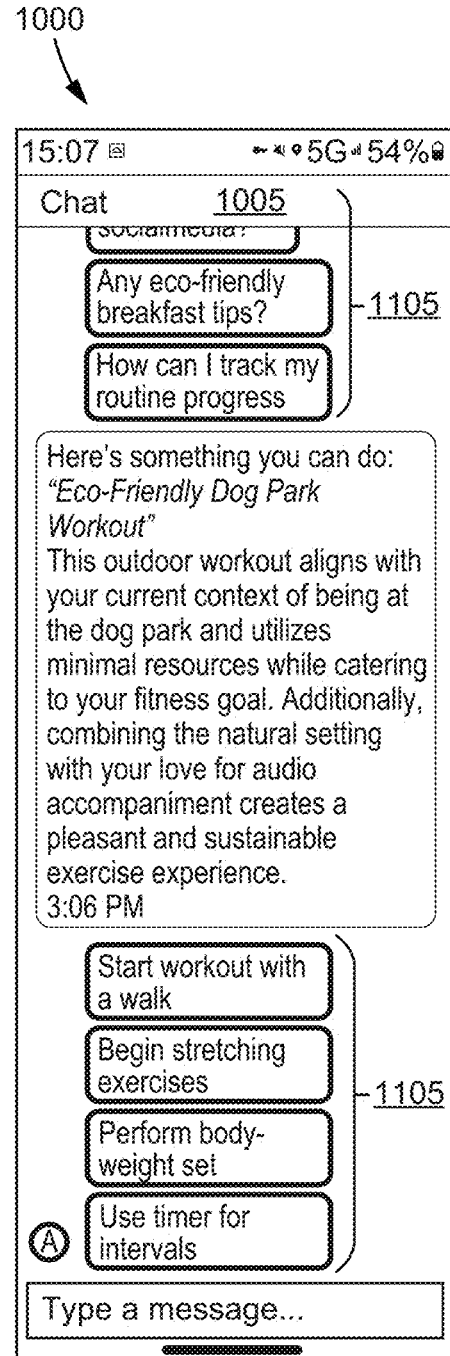 1000
15:07 5G 54%
Chat 1005
socialmedia?
Any eco-friendly
breakfast tips?
1105
How can I track my
routine progress
Here's something you can do:
“Eco-Friendly Dog Park
Workout”
This outdoor workout aligns with
your current context of being at
the dog park and utilizes
minimal resources while catering
to your fitness goal. Additionally,
combining the natural setting
with your love for audio
accompaniment creates a
pleasant and sustainable
exercise experience.
3:06 PM
Start workout with
a walk
Begin stretching
exercises
1105
Perform body-
weight set
Use timer for
intervals
A
Type a message...